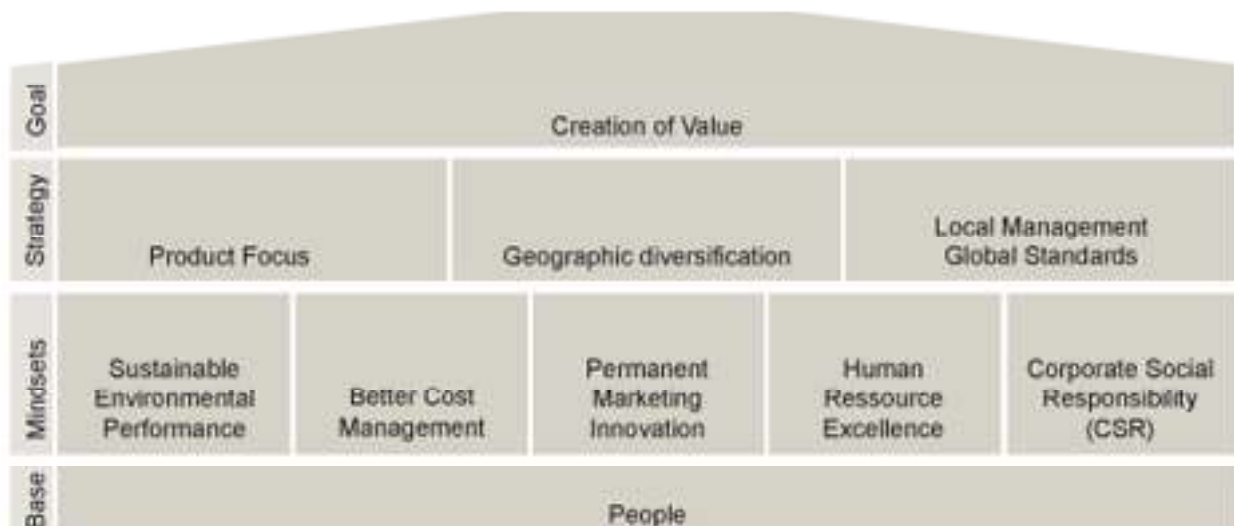 Goal
Creation of Value
Strategy
Product Focus
Geographic diversification
Local Management
Global Standards
Mindsets
Sustainable
Environmental
Performance
Better Cost
Management
Permanent
Marketing
Innovation
Human
Ressource
Excellence
Corporate Social
Responsibility
(CSR)
Base
People